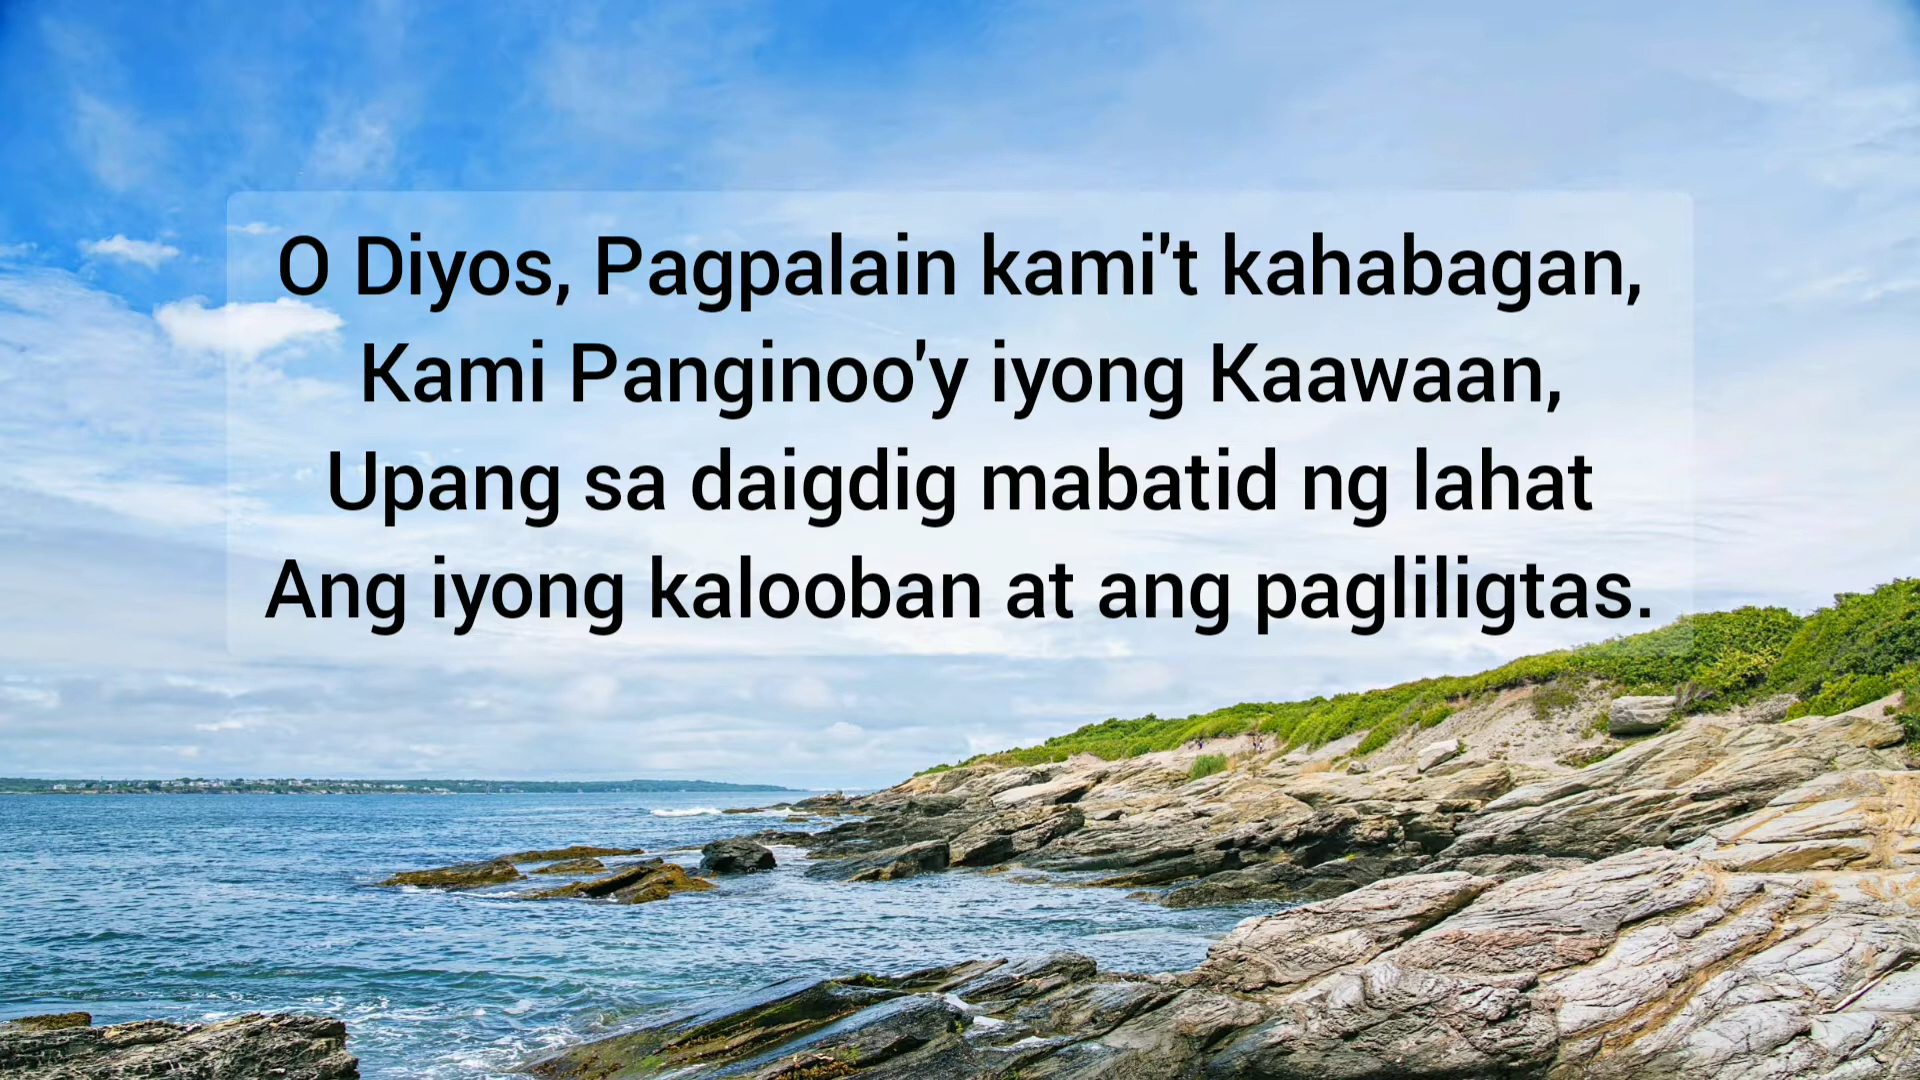 O Diyos, Pagpalain kami't kahabagan,
Kami Panginoo'y iyong Kaawaan,
Upang sa daigdig mabatid ng lahat
Ang iyong kalooban at ang pagliligtas.